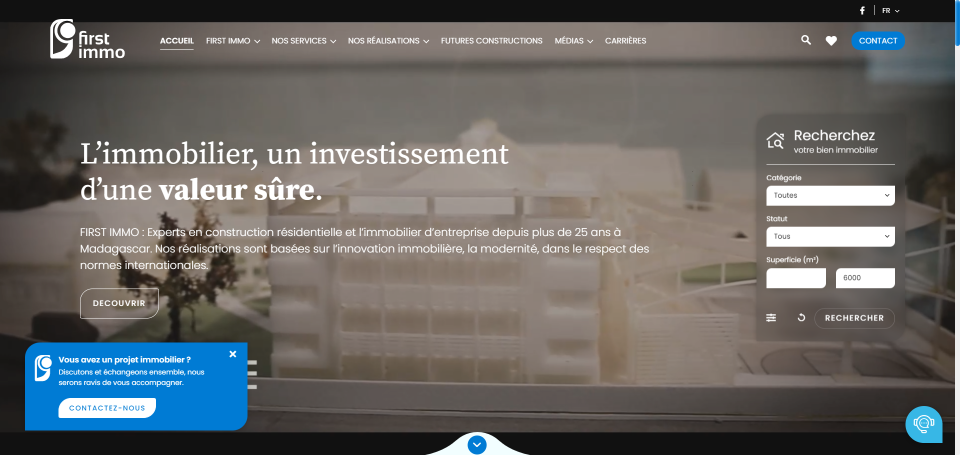 FR
first
immo
ACCUEIL FIRST IMMO NOS SERVICES NOS RÉALISATIONS FUTURES CONSTRUCTIONS MÉDIAS CARRIÈRES CONTACT
L’immobilier, un investissement
d’une valeur sûre.
FIRST IMMO : Experts en construction résidentielle et l’immobilier d’entreprise depuis plus de 25 ans à
Madagascar. Nos réalisations sont basées sur l’innovation immobilière, la modernité, dans le respect des
normes internationales.
DECOUVRIR
Recherchez
votre bien immobilier
Catégorie
Toutes
Statut
Tous
Superficie (m²)
6000
RECHERCHER
Vous avez un projet immobilier ?
Discutons et échangeons ensemble, nous
serons ravis de vous accompagner.
CONTACTEZ-NOUS